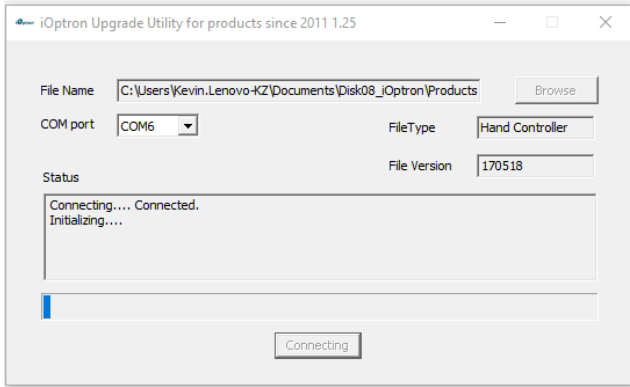 iOptron iOptron Upgrade Utility for products since 2011 1.25
File Name C:\Users\Kevin.Lenovo-KZ\Documents\Disk08_iOptron\Products Browse
COM port COM6 FileType Hand Controller
File Version 170518
Status
Connecting.... Connected.
Initializing....
Connecting